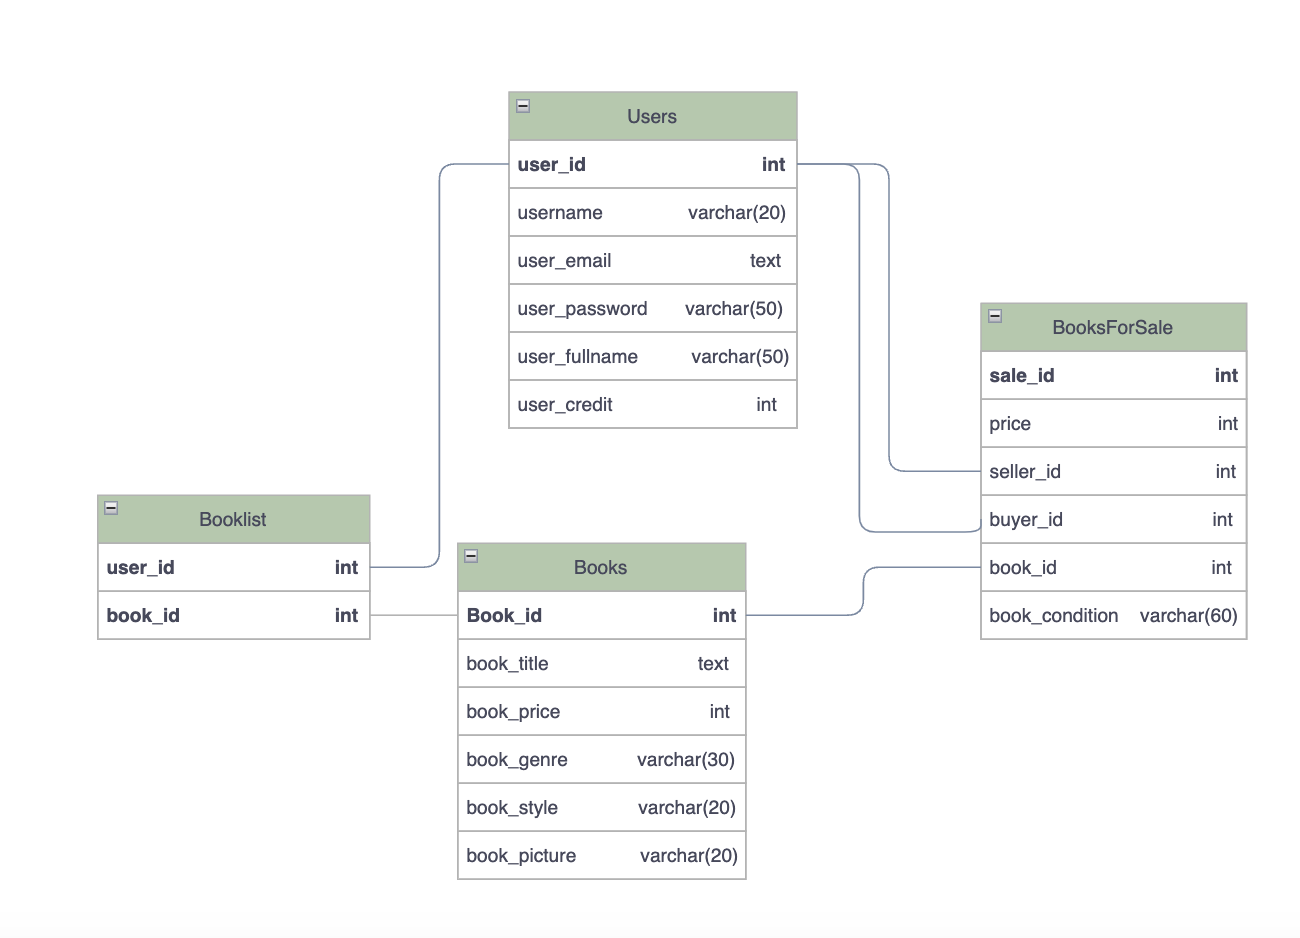 Users
user_id int
username varchar(20)
user_email text
user_password varchar(50)
user_fullname varchar(50)
user_credit int
BooksForSale
sale_id int
price int
seller_id int
buyer_id int
book_id int
book_condition varchar(60)
Booklist
user_id int
book_id int
Books
Book_id int
book_title text
book_price int
book_genre varchar(30)
book_style varchar(20)
book_picture varchar(20)